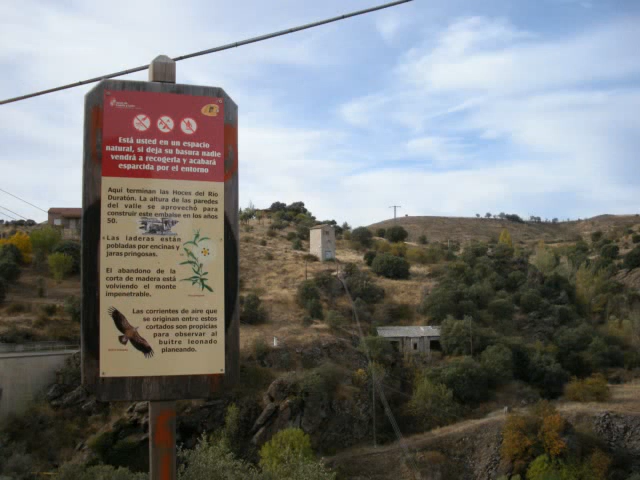 Está usted en un espacio
natural, si deja su basura nadie
vendrá a recogerla y acabará
esparcida por el entorno
Aquí terminan las Hoces del Río
Duratón. La altura de las paredes
del valle se aprovechó para
construir este embalse en los años
50.
Las laderas están
pobladas por encinas y
jaras pringosas.
El abandono de la
corta de madera está
volviendo el monte
impenetrable.
Las corrientes de aire que
se originan entre estos
cortados son propicias
para observar al
buitre leonado
planeando.